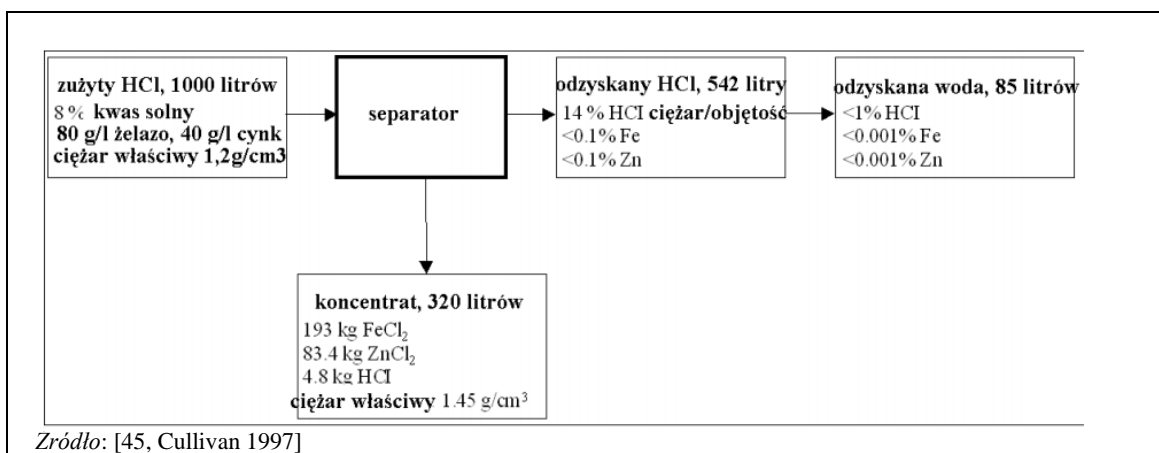 zużyty HCl, 1000 litrów
8 % kwas solny
80 g/l żelazo, 40 g/l cynk
ciężar właściwy 1,2g/cm3
separator
odzyskany HCl, 542 litry
14 % HCl ciężar/objętość
<0.1% Fe
<0.1% Zn
odzyskana woda, 85 litrów
<1% HCl
<0.001% Fe
<0.001% Zn
koncentrat, 320 litrów
193 kg FeCl₂
83.4 kg ZnCl₂
4.8 kg HCl
ciężar właściwy 1.45 g/cm³
Zródło: [45, Cullivan 1997]